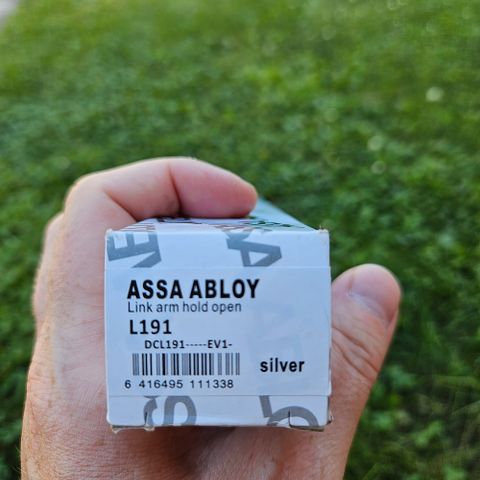 ASSA ABLOY
Link arm hold open
L191
DCL191-----EV1-
6 416495 111338
silver